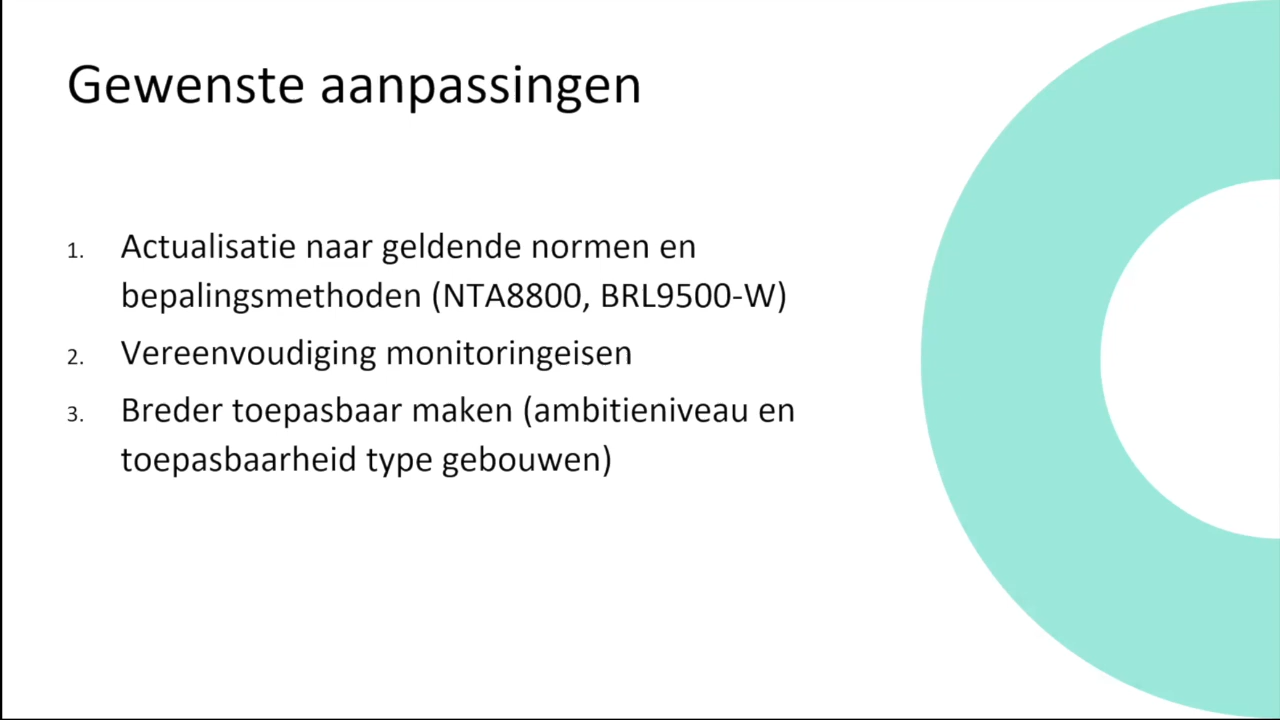 Gewenste aanpassingen
1. Actualisatie naar geldende normen en
bepalingsmethoden (NTA8800, BRL9500-W)
2. Vereenvoudiging monitoringeisen
3. Breder toepasbaar maken (ambitieniveau en
toepasbaarheid type gebouwen)